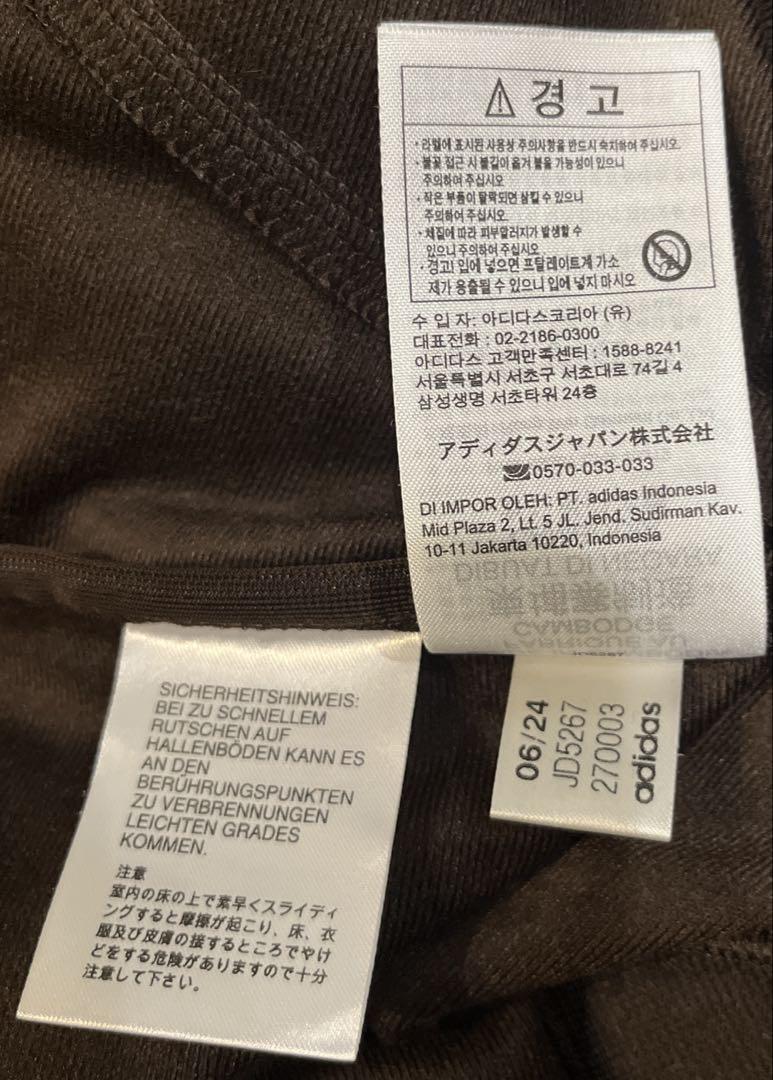 ⚠ 경 고
・라벨에 표시된 사용상 주의사항을 반드시 숙치하여 주십시오.
・불꽃 접근 시 불길이 옮겨 붙을 가능성이 있으니
주의하여 주십시오
・작은 부품이 탈락되면 삼킬 수 있으니
주의하여 주십시오.
・체질에 따라 피부알러지가 발생할 수
있으니 주의하여 주십시오
・경고! 입에 넣으면 프탈레이트계 가소
제가 용출될 수 있으니 입에 넣지 마시오
수 입 자: 아디다스코리아 (유)
대표전화 : 02-2186-0300
아디다스 고객만족센터 : 1588-8241
서울특별시 서초구 서초대로 74길 4
삼성생명 서초타워 24층
アディダスジャパン株式会社
0570-033-033
DI IMPOR OLEH: PT. adidas Indonesia
Mid Plaza 2, Lt. 5 JL. Jend. Sudirman Kav.
10-11 Jakarta 10220, Indonesia
DIBUAT DI NEGARA
柬埔寨制造
CAMBODGE
FABRIQUÉ AU
06/24
JD5267
270003
adidas
SICHERHEITSHINWEIS:
BEI ZU SCHNELLEM
RUTSCHEN AUF
HALLENBÖDEN KANN ES
AN DEN
BERÜHRUNGSPUNKTEN
ZU VERBRENNUNGEN
LEICHTEN GRADES
KOMMEN.
注意
室内の床の上で素早くスライディ
ングすると摩擦が起こり、床、衣
服及び皮膚の接するところでやけ
どをする危険がありますので十分
注意して下さい。